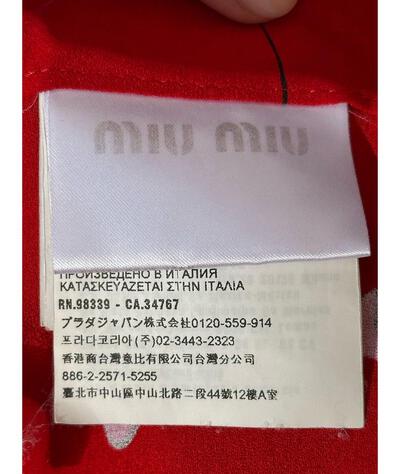 miu miu
ПРОИЗВЕДЕНО В ИТАЛИЯ
ΚΑΤΑΣΚΕΥΑΖΕΤΑΙ ΣΤΗΝ ΙΤΑΛΙΑ
RN.98339 - CA.34767
プラダジャパン株式会社0120-559-914
프라다코리아(주)02-3443-2323
香港商台灣意比有限公司台灣分公司
886-2-2571-5255
臺北市中山區中山北路二段44號12樓A室